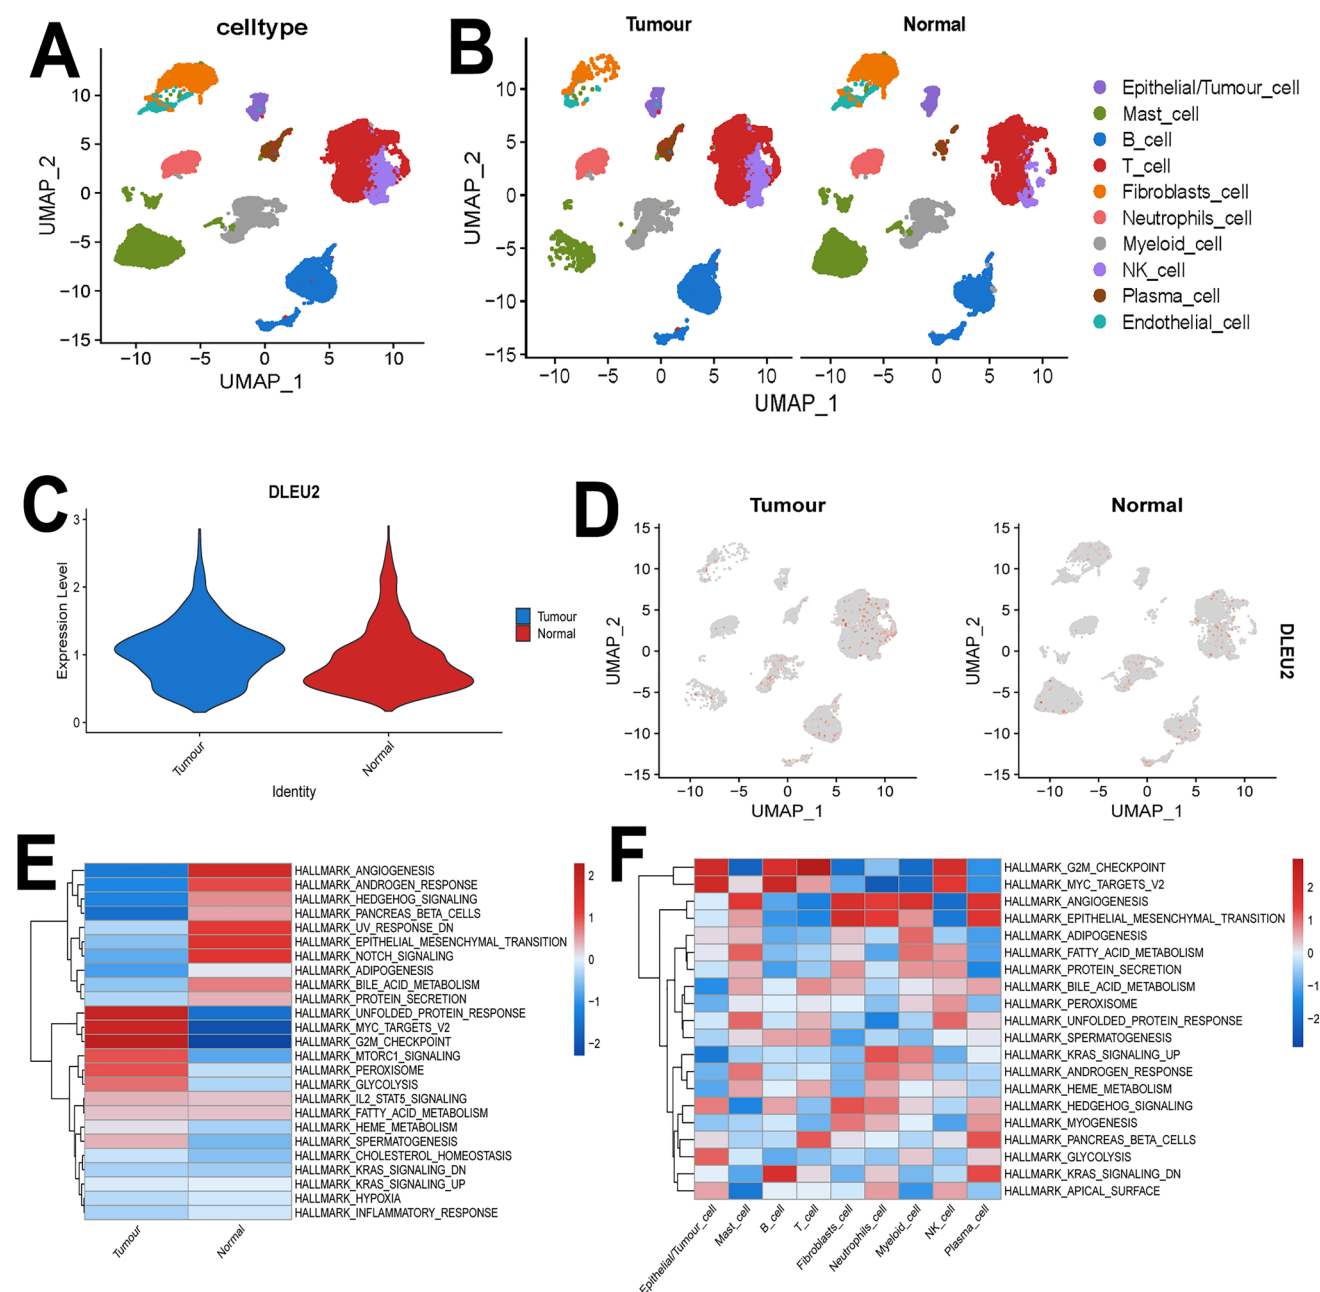 A
celltype
10
5
0
−5
−10
−15
UMAP_2
−10
−5
0
5
10
UMAP_1
B
Tumour
Normal
10
5
0
−5
−10
−15
UMAP_2
−10
−5
0
5
10
−10
−5
0
5
10
UMAP_1
Epithelial/Tumour_cell
Mast_cell
B_cell
T_cell
Fibroblasts_cell
Neutrophils_cell
Myeloid_cell
NK_cell
Plasma_cell
Endothelial_cell
C
DLEU2
3
2
1
0
Expression Level
Tumour
Normal
Identity
Tumour
Normal
D
Tumour
Normal
15
10
5
0
−5
−10
−15
UMAP_2
−10
−5
0
5
10
UMAP_1
15
10
5
0
−5
−10
−15
UMAP_2
−10
−5
0
5
10
UMAP_1
DLEU2
E
HALLMARK_ANGIOGENESIS
HALLMARK_ANDROGEN_RESPONSE
HALLMARK_HEDGEHOG_SIGNALING
HALLMARK_PANCREAS_BETA_CELLS
HALLMARK_UV_RESPONSE_DN
HALLMARK_EPITHELIAL_MESENCHYMAL_TRANSITION
HALLMARK_NOTCH_SIGNALING
HALLMARK_ADIPOGENESIS
HALLMARK_BILE_ACID_METABOLISM
HALLMARK_PROTEIN_SECRETION
HALLMARK_UNFOLDED_PROTEIN_RESPONSE
HALLMARK_MYC_TARGETS_V2
HALLMARK_G2M_CHECKPOINT
HALLMARK_MTORC1_SIGNALING
HALLMARK_PEROXISOME
HALLMARK_GLYCOLYSIS
HALLMARK_IL2_STAT5_SIGNALING
HALLMARK_FATTY_ACID_METABOLISM
HALLMARK_HEME_METABOLISM
HALLMARK_SPERMATOGENESIS
HALLMARK_CHOLESTEROL_HOMEOSTASIS
HALLMARK_KRAS_SIGNALING_DN
HALLMARK_KRAS_SIGNALING_UP
HALLMARK_HYPOXIA
HALLMARK_INFLAMMATORY_RESPONSE
Tumour
Normal
2
1
0
−1
−2
F
HALLMARK_G2M_CHECKPOINT
HALLMARK_MYC_TARGETS_V2
HALLMARK_ANGIOGENESIS
HALLMARK_EPITHELIAL_MESENCHYMAL_TRANSITION
HALLMARK_ADIPOGENESIS
HALLMARK_FATTY_ACID_METABOLISM
HALLMARK_PROTEIN_SECRETION
HALLMARK_BILE_ACID_METABOLISM
HALLMARK_PEROXISOME
HALLMARK_UNFOLDED_PROTEIN_RESPONSE
HALLMARK_SPERMATOGENESIS
HALLMARK_KRAS_SIGNALING_UP
HALLMARK_ANDROGEN_RESPONSE
HALLMARK_HEME_METABOLISM
HALLMARK_HEDGEHOG_SIGNALING
HALLMARK_MYOGENESIS
HALLMARK_PANCREAS_BETA_CELLS
HALLMARK_GLYCOLYSIS
HALLMARK_KRAS_SIGNALING_DN
HALLMARK_APICAL_SURFACE
Epithelial/Tumour_cell
Mast_cell
B_cell
T_cell
Fibroblasts_cell
Neutrophils_cell
Myeloid_cell
NK_cell
Plasma_cell
2
1
0
−1
−2